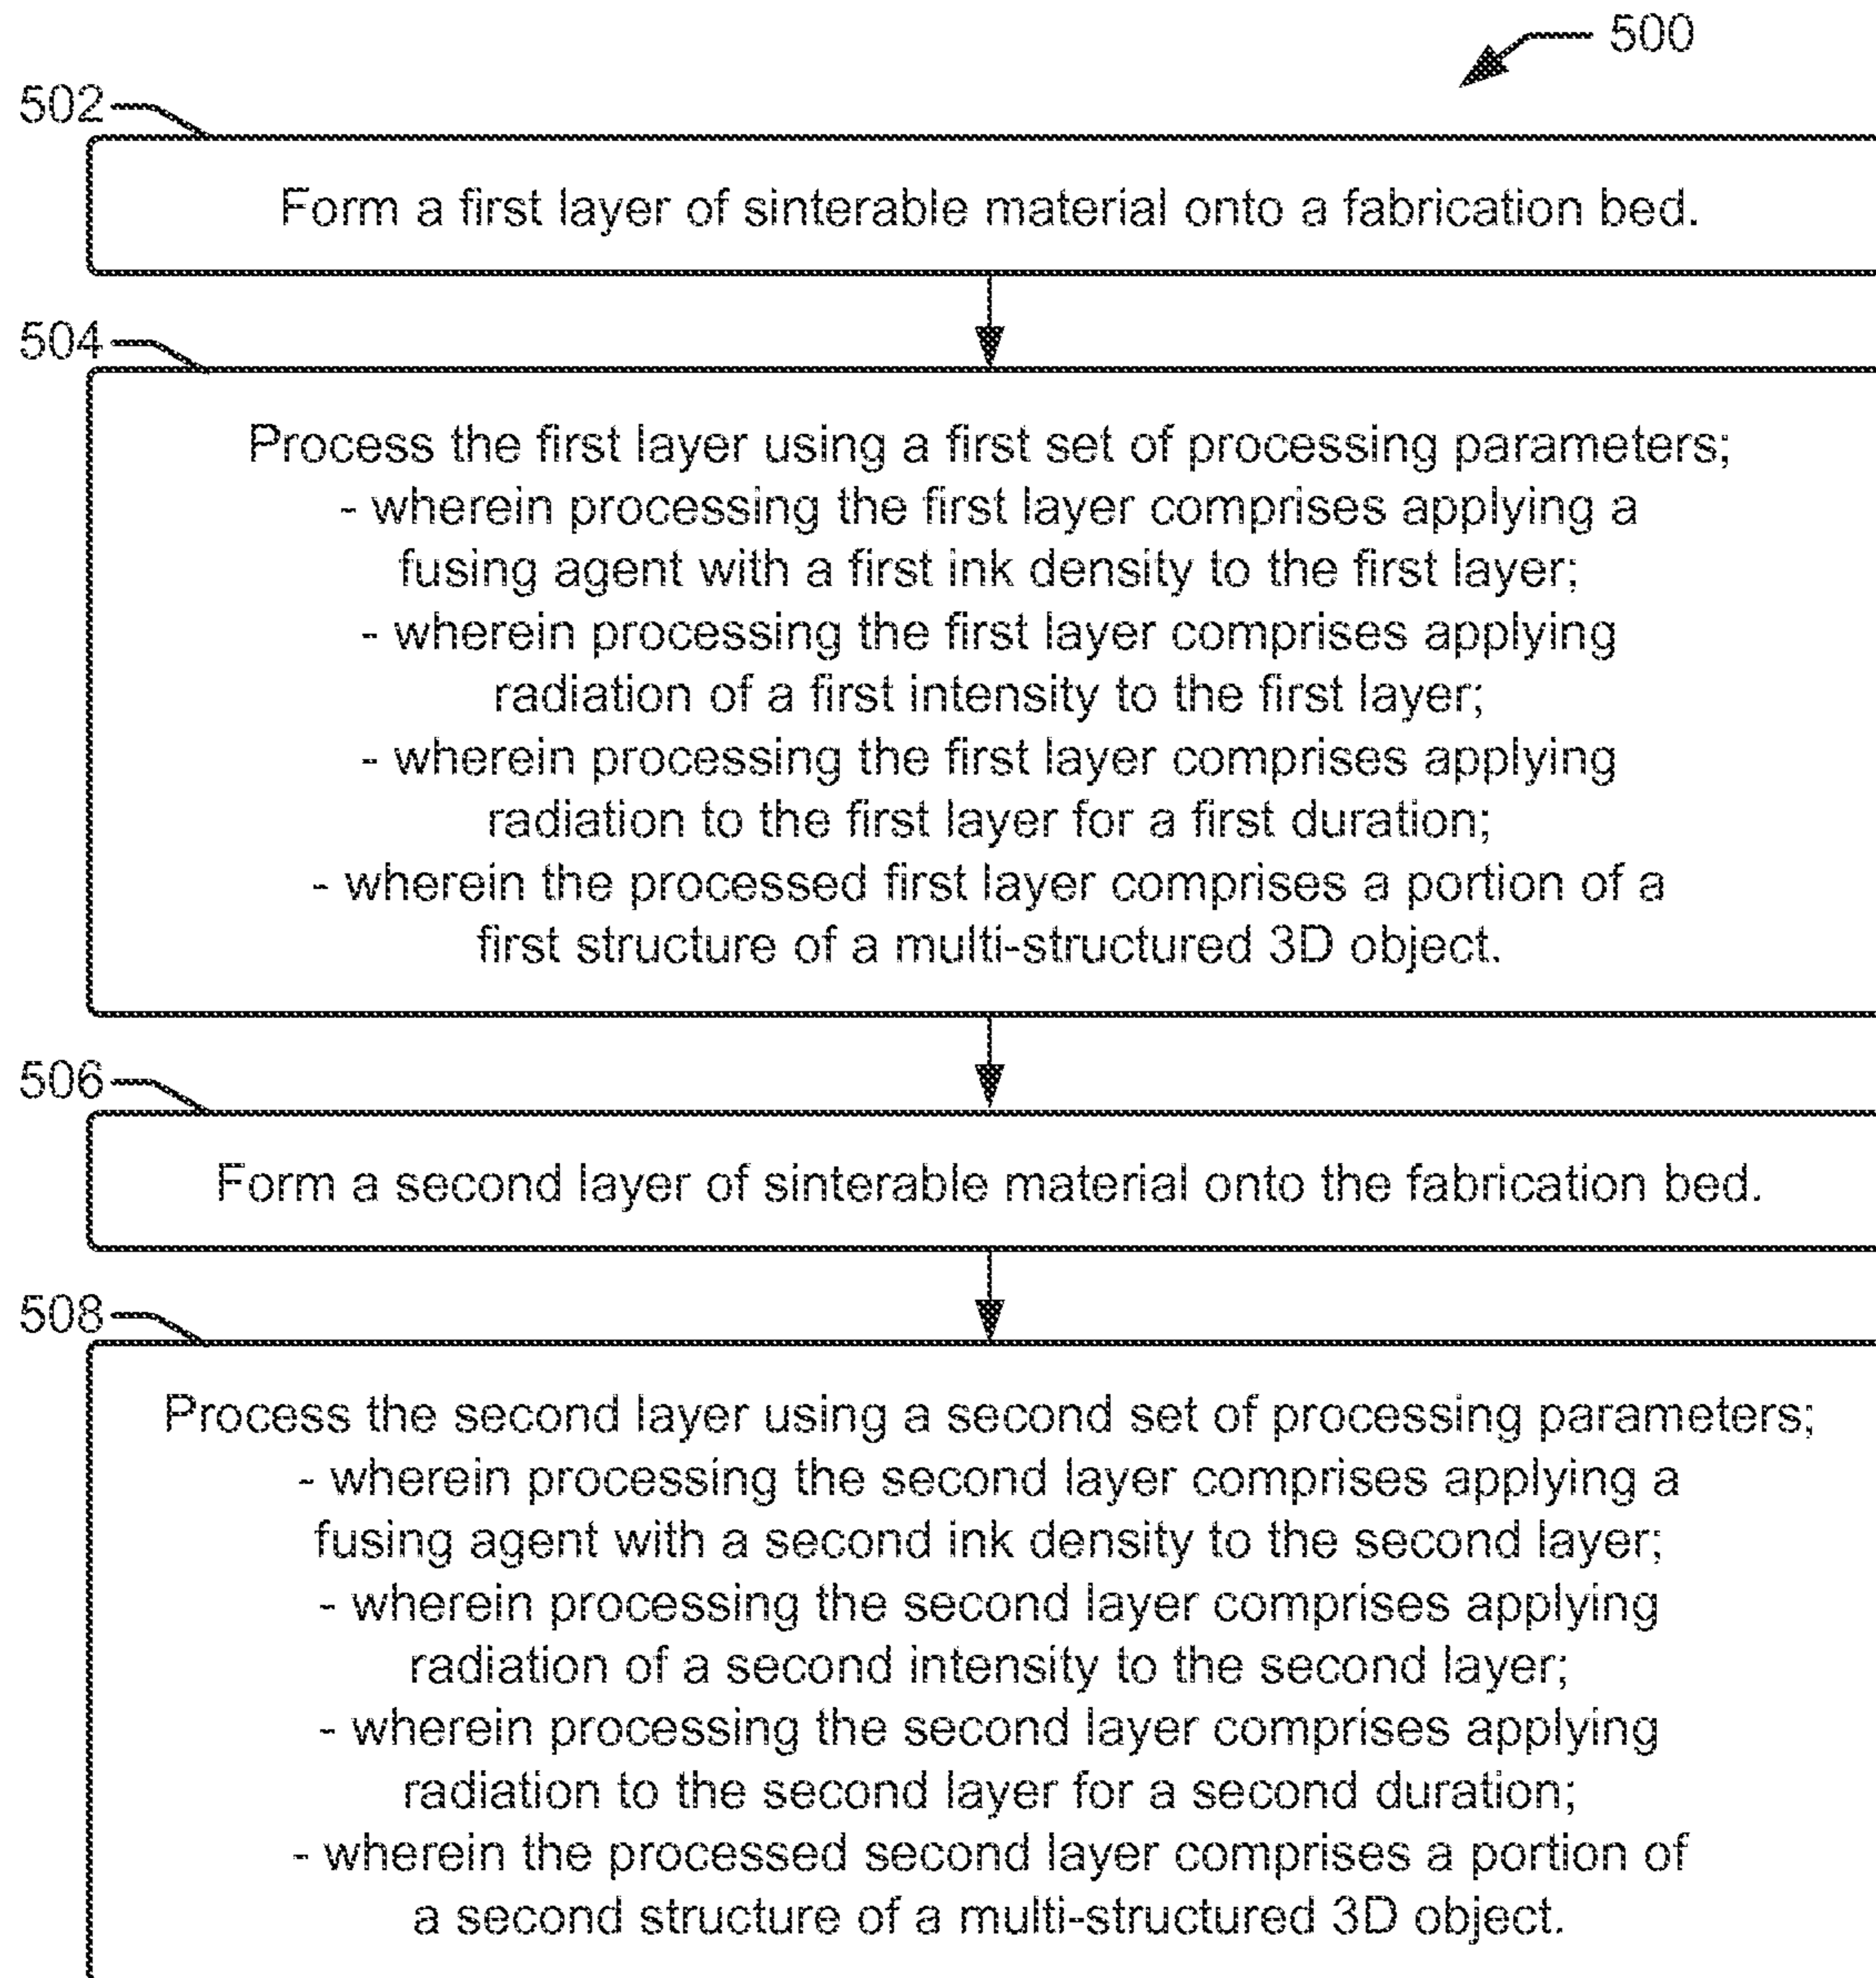 500
502
Form a first layer of sinterable material onto a fabrication bed.
504
Process the first layer using a first set of processing parameters;
- wherein processing the first layer comprises applying a
fusing agent with a first ink density to the first layer;
- wherein processing the first layer comprises applying
radiation of a first intensity to the first layer;
- wherein processing the first layer comprises applying
radiation to the first layer for a first duration;
- wherein the processed first layer comprises a portion of a
first structure of a multi-structured 3D object.
506
Form a second layer of sinterable material onto the fabrication bed.
508
Process the second layer using a second set of processing parameters;
- wherein processing the second layer comprises applying a
fusing agent with a second ink density to the second layer;
- wherein processing the second layer comprises applying
radiation of a second intensity to the second layer;
- wherein processing the second layer comprises applying
radiation to the second layer for a second duration;
- wherein the processed second layer comprises a portion of
a second structure of a multi-structured 3D object.